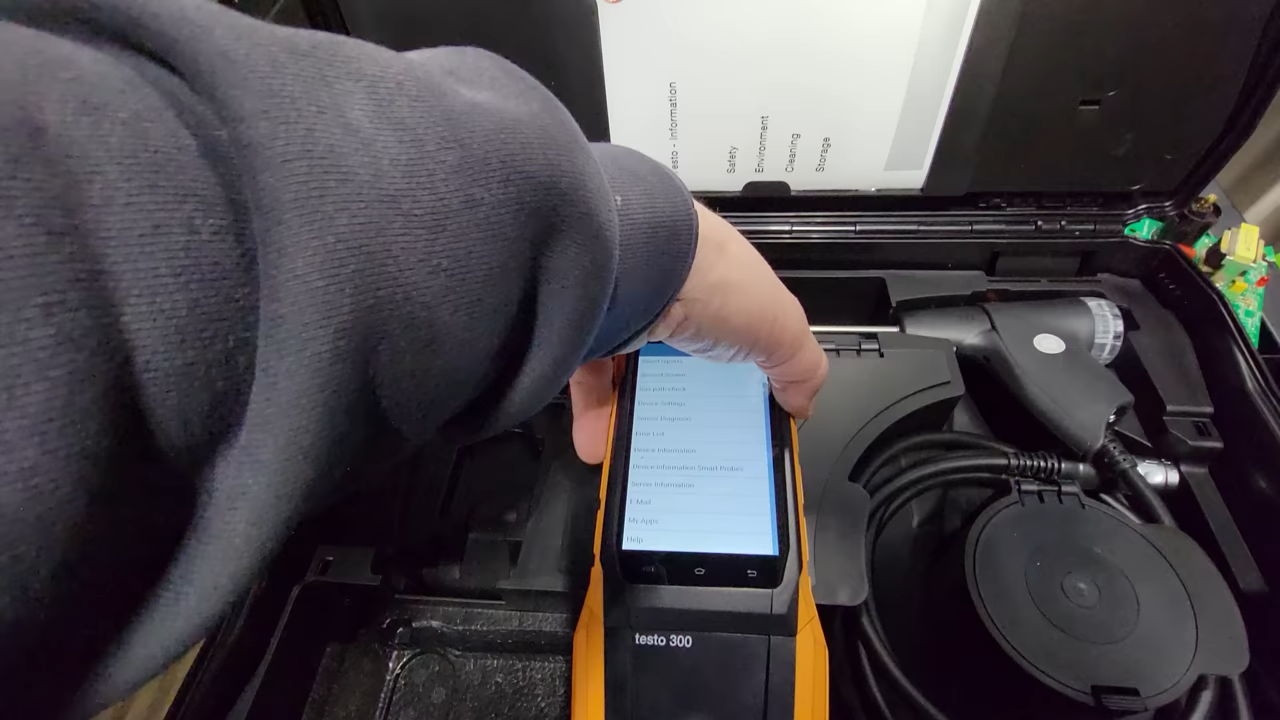 esto - Information
Safety
Environment
Cleaning
Storage
Gas path check
Device Settings
Sensor Diagnosis
Error List
Device Information
Device information Smart Probes
Server Information
E-Mail
My Apps
Help
testo 300